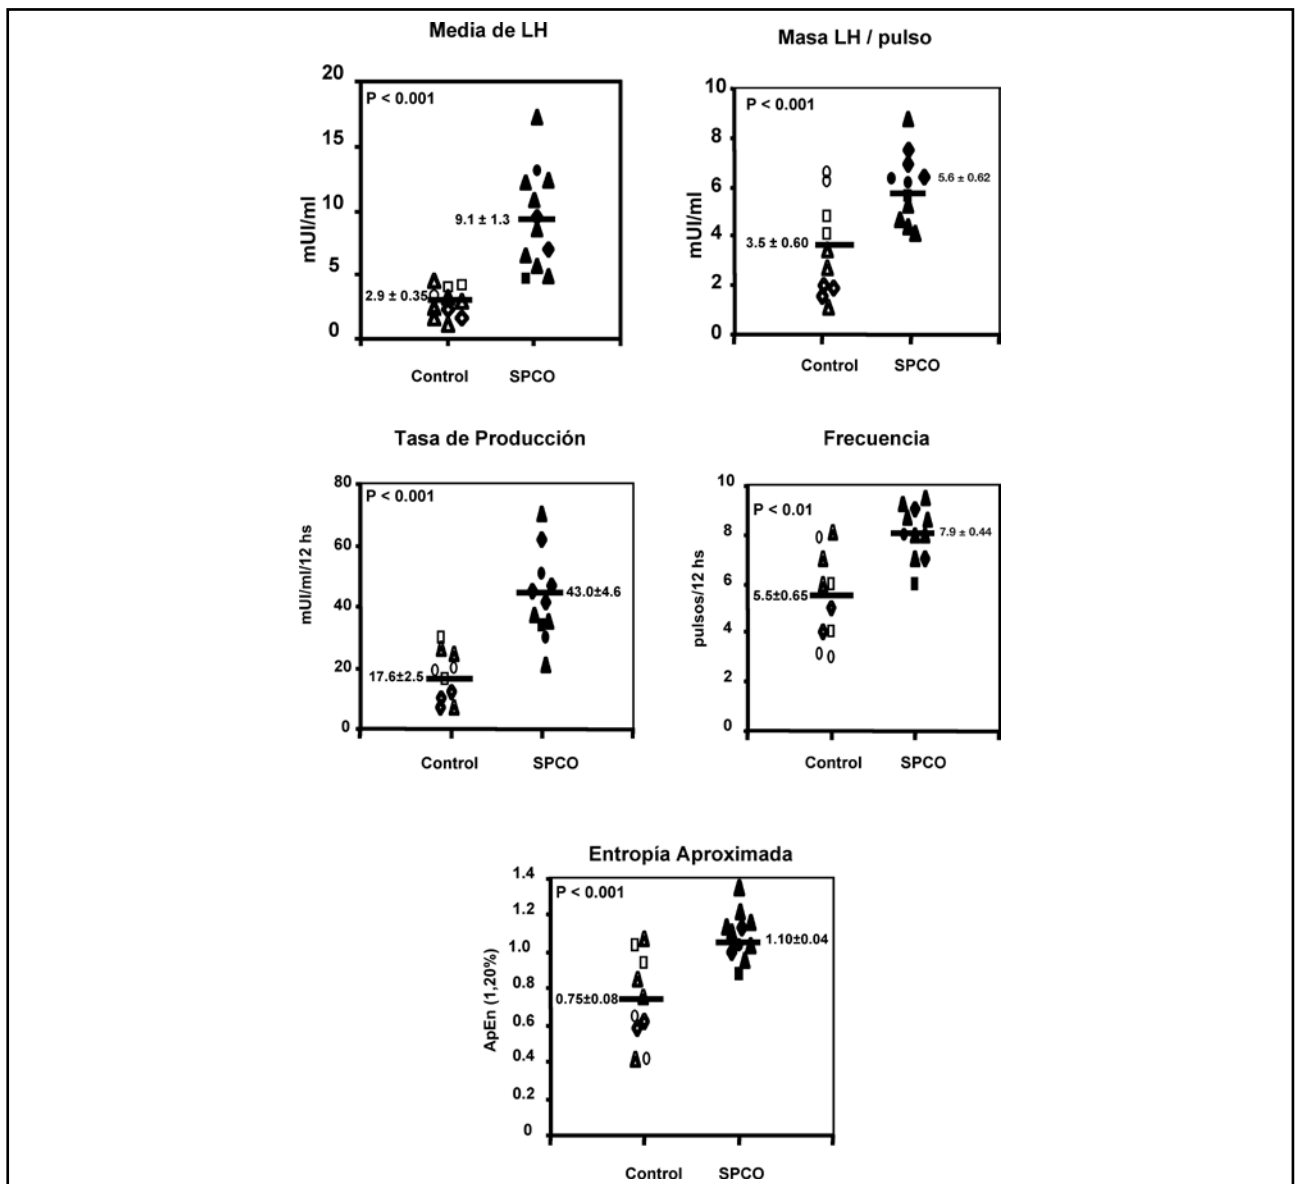 Media de LH
20
P < 0.001
15
mUI/ml
10
9.1 ± 1.3
5
2.9 ± 0.35
0
Control SPCO
Masa LH / pulso
10
P < 0.001
8
mUI/ml
6
5.6 ± 0.62
4
3.5 ± 0.60
2
0
Control SPCO
Tasa de Producción
80
P < 0.001
mUI/ml/12 hs
60
40
43.0±4.6
20
17.6±2.5
0
Control SPCO
Frecuencia
10
P < 0.01
pulsos/12 hs
8
7.9 ± 0.44
6
5.5±0.65
4
2
0
Control SPCO
Entropía Aproximada
1.4
P < 0.001
1.2
ApEn (1,20%)
1.0
1.10±0.04
0.8
0.75±0.08
0.6
0.4
0.2
0
Control SPCO